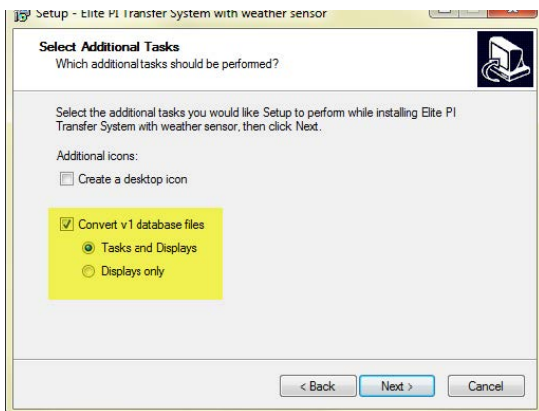 Setup - Elite PI Transfer System with weather sensor
Select Additional Tasks
Which additional tasks should be performed?
Select the additional tasks you would like Setup to perform while installing Elite PI
Transfer System with weather sensor, then click Next.
Additional icons:
Create a desktop icon
Convert v1 database files
Tasks and Displays
Displays only
< Back
Next >
Cancel